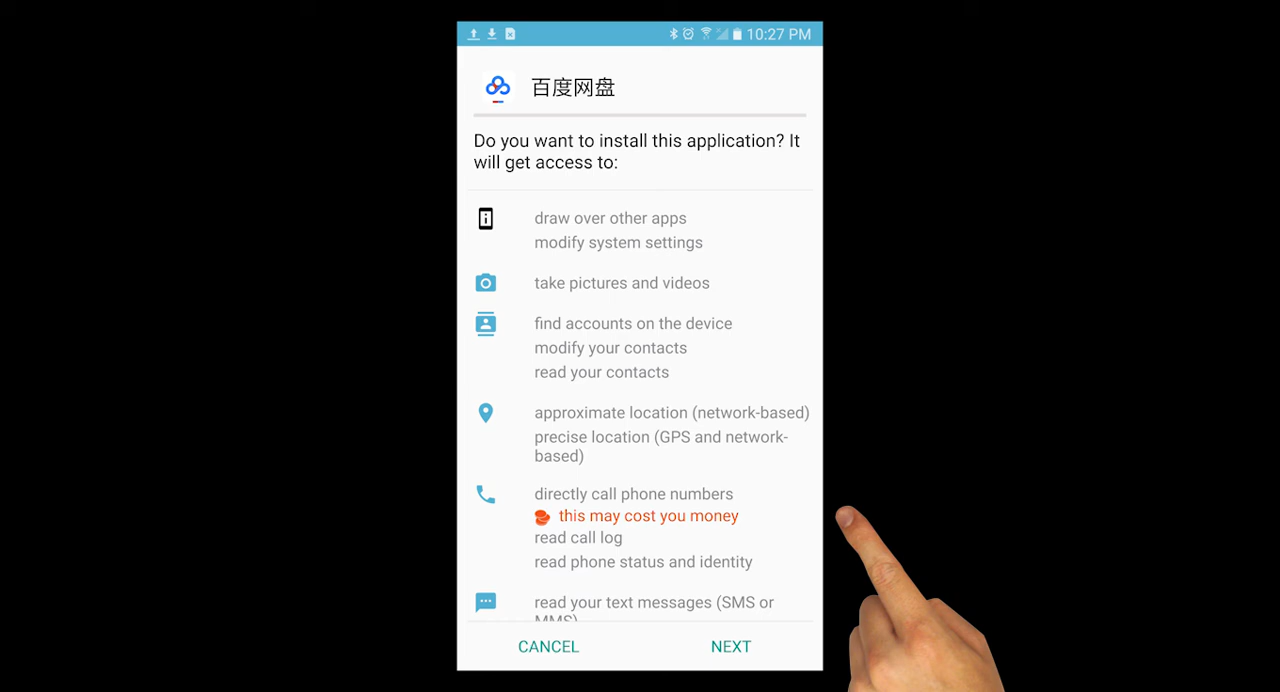 10:27 PM
百度网盘
Do you want to install this application? It
will get access to:
draw over other apps
modify system settings
take pictures and videos
find accounts on the device
modify your contacts
read your contacts
approximate location (network-based)
precise location (GPS and network-
based)
directly call phone numbers
this may cost you money
read call log
read phone status and identity
read your text messages (SMS or
MMS)
CANCEL
NEXT